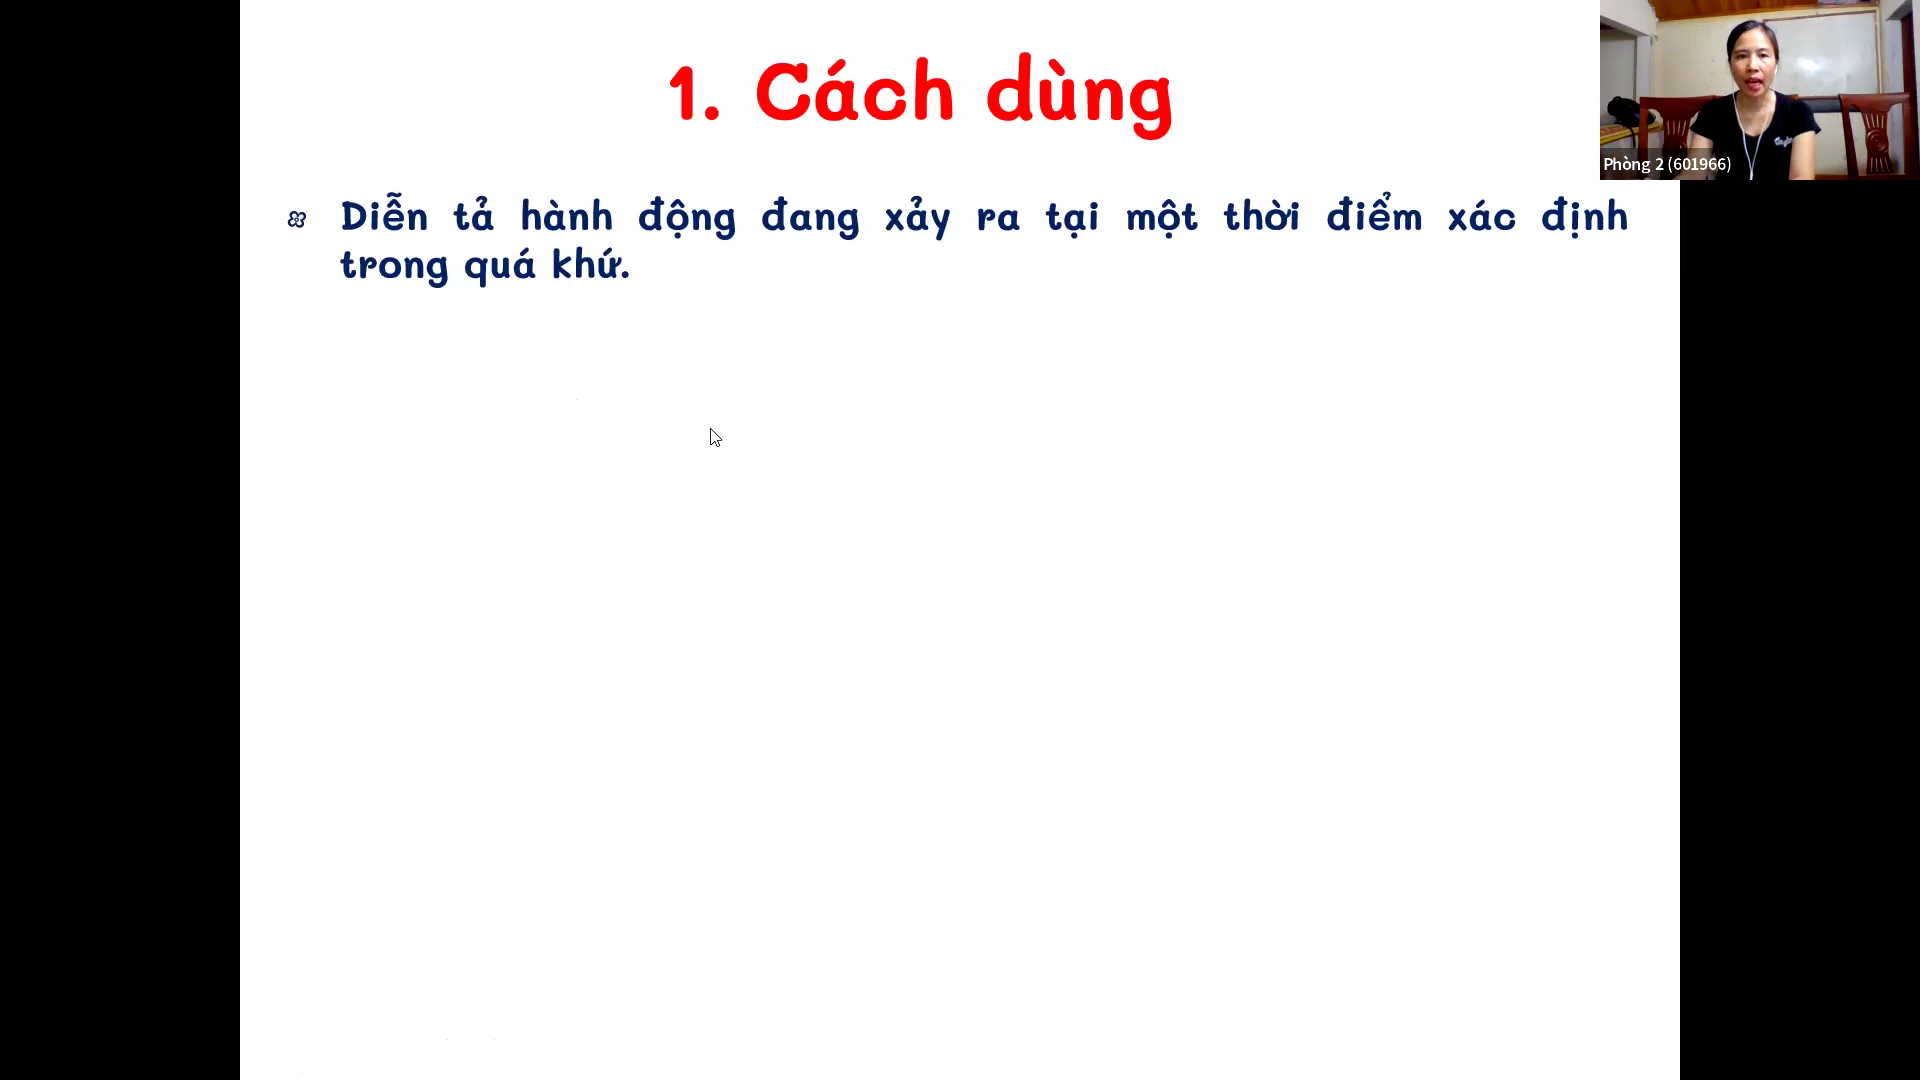 1. Cách dùng
Diễn tả hành động đang xảy ra tại một thời điểm xác định
trong quá khứ.
Phòng 2 (601966)